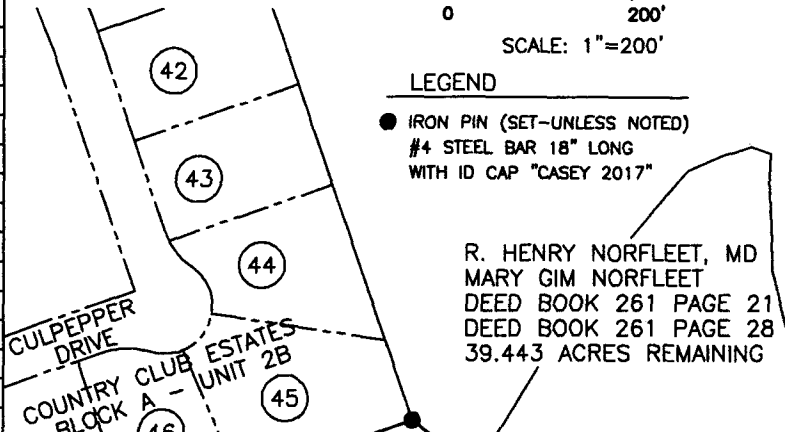 0 200'
SCALE: 1"=200'
LEGEND
IRON PIN (SET-UNLESS NOTED)
#4 STEEL BAR 18" LONG
WITH ID CAP "CASEY 2017"
42
43
44
R. HENRY NORFLEET, MD
MARY GIM NORFLEET
DEED BOOK 261 PAGE 21
DEED BOOK 261 PAGE 28
39.443 ACRES REMAINING
CULPEPPER
DRIVE
COUNTRY CLUB ESTATES
BLOCK A - UNIT 2B
45
46